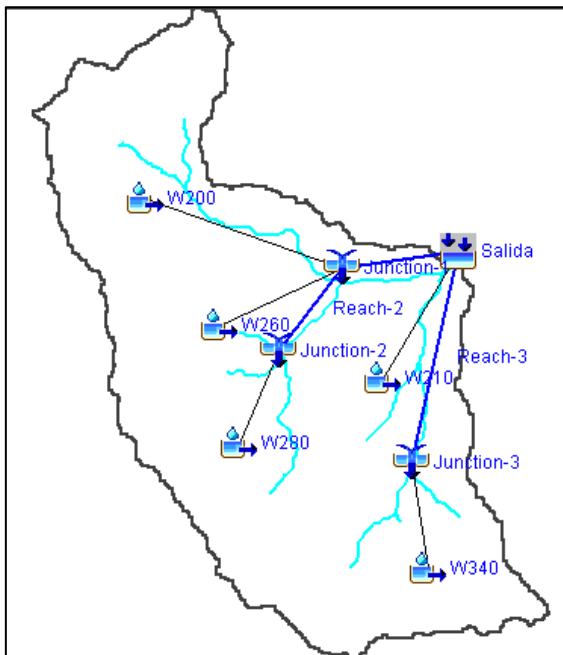 W200
Salida
Junction-
Reach-2
W260
Junction-2
Reach-3
W210
W280
Junction-3
W340